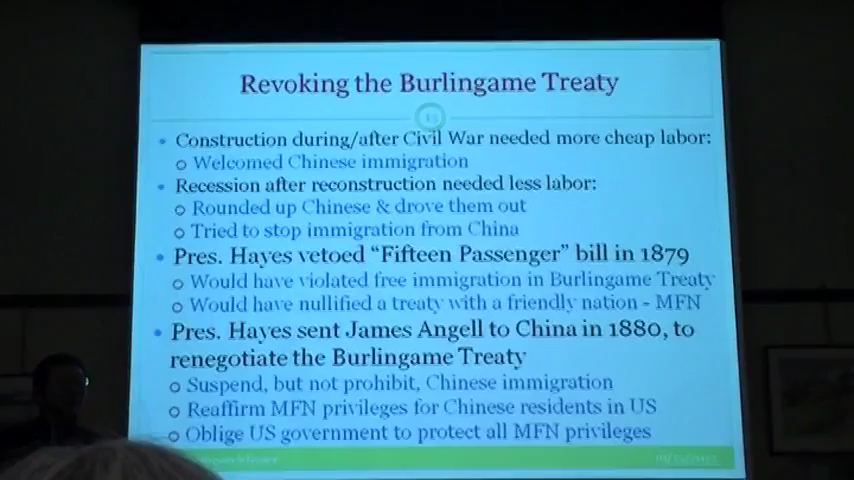 Revoking the Burlingame Treaty
13
Construction during/after Civil War needed more cheap labor:
Welcomed Chinese immigration
Recession after reconstruction needed less labor:
Rounded up Chinese & drove them out
Tried to stop immigration from China
Pres. Hayes vetoed “Fifteen Passenger” bill in 1879
Would have violated free immigration in Burlingame Treaty
Would have nullified a treaty with a friendly nation - MFN
Pres. Hayes sent James Angell to China in 1880, to
renegotiate the Burlingame Treaty
Suspend, but not prohibit, Chinese immigration
Reaffirm MFN privileges for Chinese residents in US
Oblige US government to protect all MFN privileges